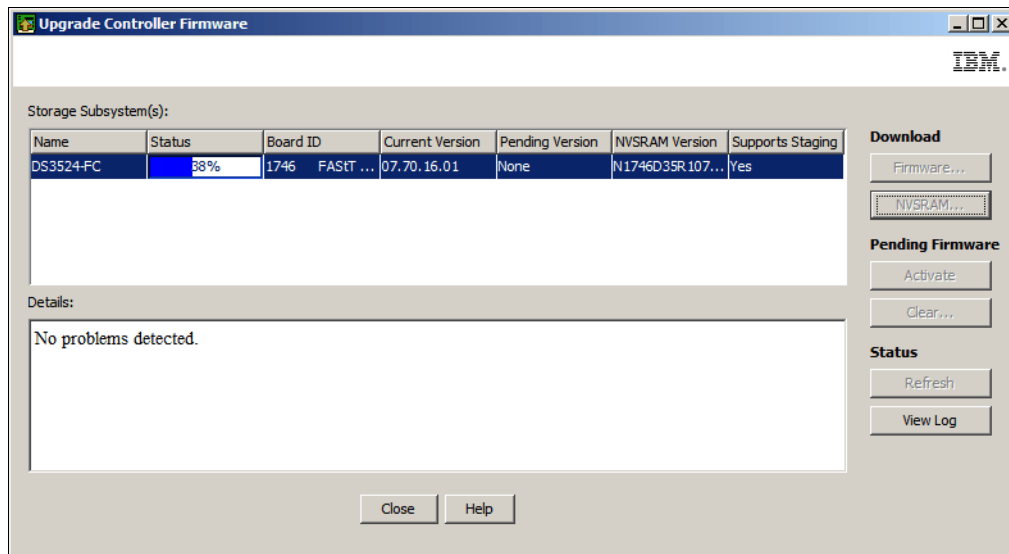 Upgrade Controller Firmware
IBM.
Storage Subsystem(s):
Name Status Board ID Current Version Pending Version NVSRAM Version Supports Staging
DS3524-FC 38% 1746 FAStT ... 07.70.16.01 None N1746D35R107... Yes
Download
Firmware...
NVSRAM...
Pending Firmware
Activate
Clear...
Details:
No problems detected.
Status
Refresh
View Log
Close Help